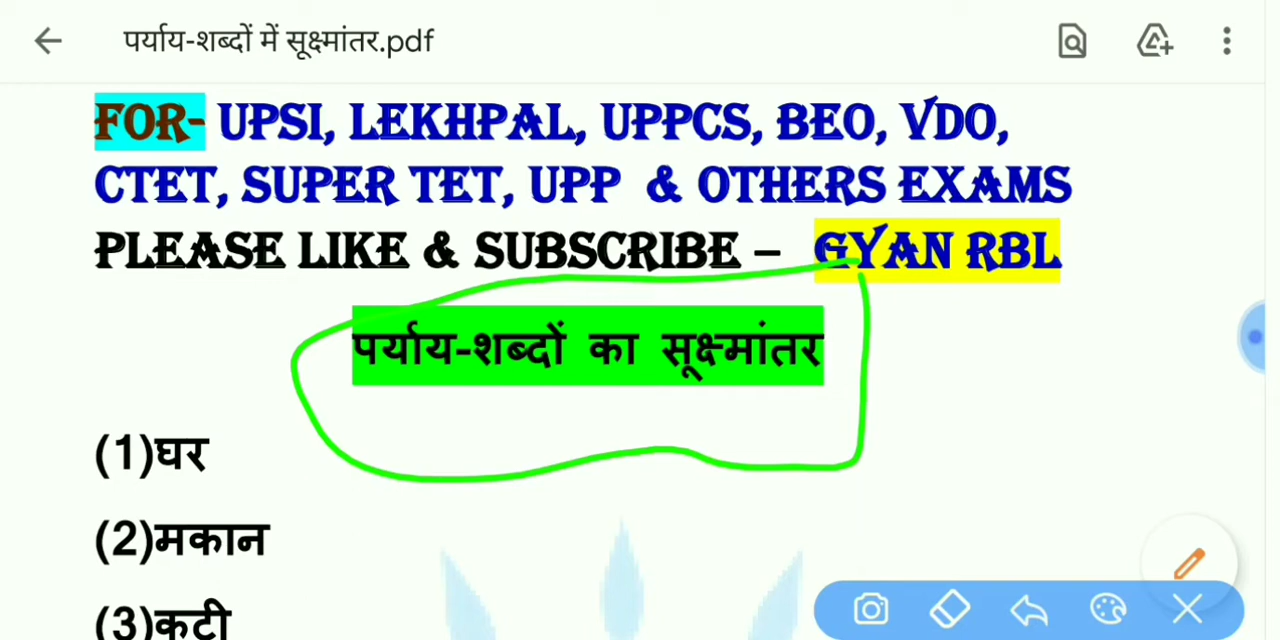 पर्याय-शब्दों में सूक्ष्मांतर.pdf
FOR- UPSI, LEKHPAL, UPPCS, BEO, VDO,
CTET, SUPER TET, UPP & OTHERS EXAMS
PLEASE LIKE & SUBSCRIBE – GYAN RBL
पर्याय-शब्दों का सूक्ष्मांतर
(1)घर
(2)मकान
(3)कुटी